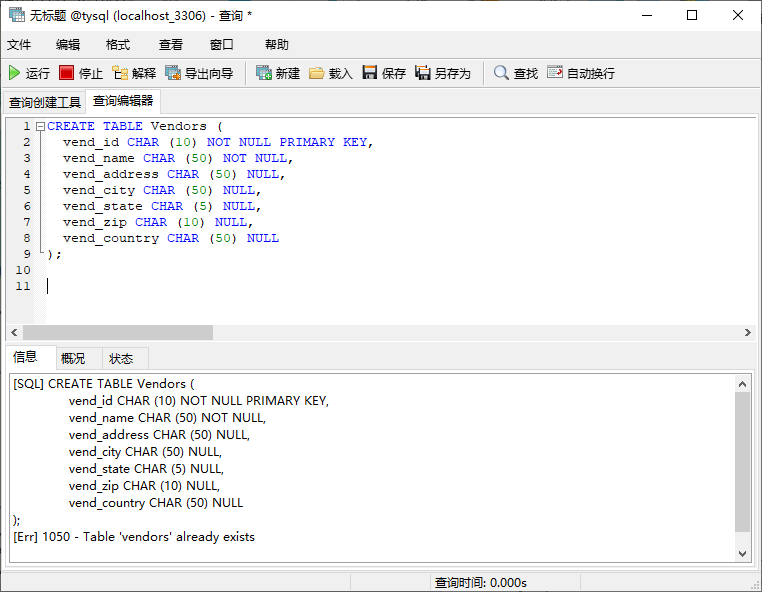 无标题 @tysql (localhost_3306) - 查询 *
文件 编辑 格式 查看 窗口 帮助
运行 停止 解释 导出向导 新建 载入 保存 另存为 查找 自动换行
查询创建工具 查询编辑器
1 CREATE TABLE Vendors (
2 vend_id CHAR (10) NOT NULL PRIMARY KEY,
3 vend_name CHAR (50) NOT NULL,
4 vend_address CHAR (50) NULL,
5 vend_city CHAR (50) NULL,
6 vend_state CHAR (5) NULL,
7 vend_zip CHAR (10) NULL,
8 vend_country CHAR (50) NULL
9 );
10
11
信息 概况 状态
[SQL] CREATE TABLE Vendors (
vend_id CHAR (10) NOT NULL PRIMARY KEY,
vend_name CHAR (50) NOT NULL,
vend_address CHAR (50) NULL,
vend_city CHAR (50) NULL,
vend_state CHAR (5) NULL,
vend_zip CHAR (10) NULL,
vend_country CHAR (50) NULL
);
[Err] 1050 - Table 'vendors' already exists
查询时间: 0.000s